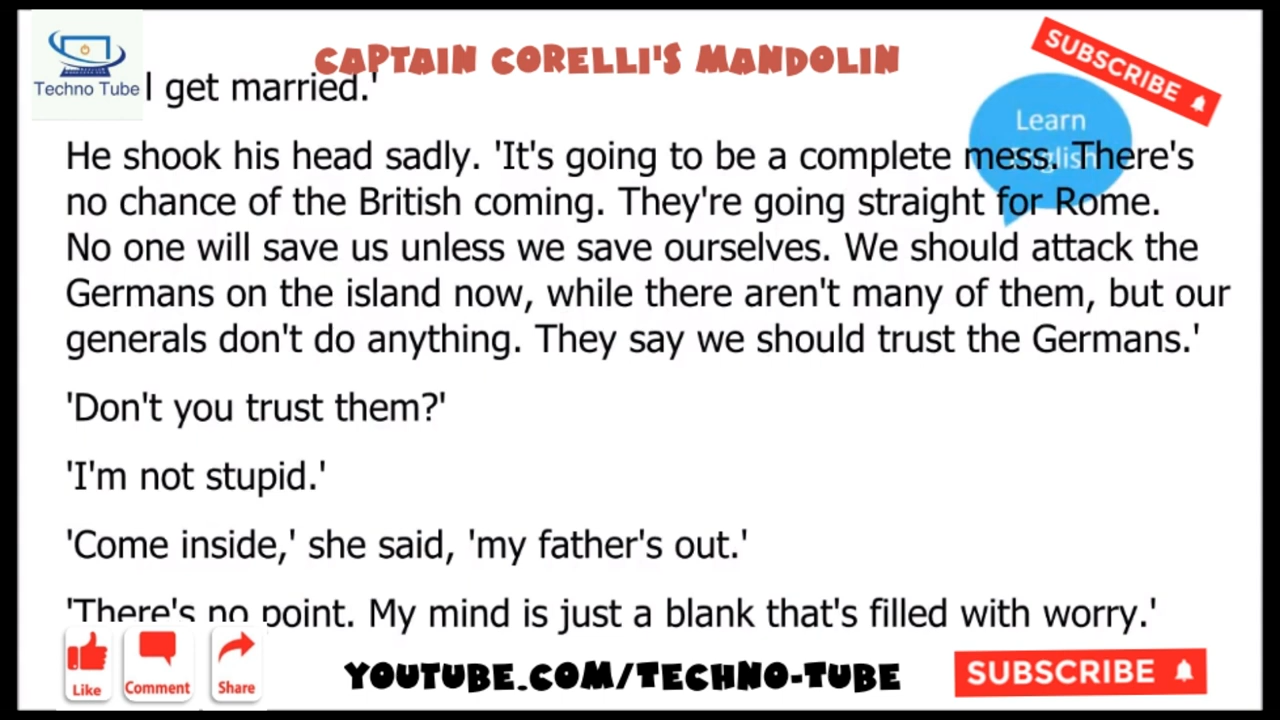 CAPTAIN CORELLI'S MANDOLIN
SUBSCRIBE
Techno Tube
I get married.'
Learn
English
He shook his head sadly. 'It's going to be a complete mess. There's
no chance of the British coming. They're going straight for Rome.
No one will save us unless we save ourselves. We should attack the
Germans on the island now, while there aren't many of them, but our
generals don't do anything. They say we should trust the Germans.'
'Don't you trust them?'
'I'm not stupid.'
'Come inside,' she said, 'my father's out.'
'There's no point. My mind is just a blank that's filled with worry.'
Like
Comment
Share
YOUTUBE.COM/TECHNO-TUBE
SUBSCRIBE